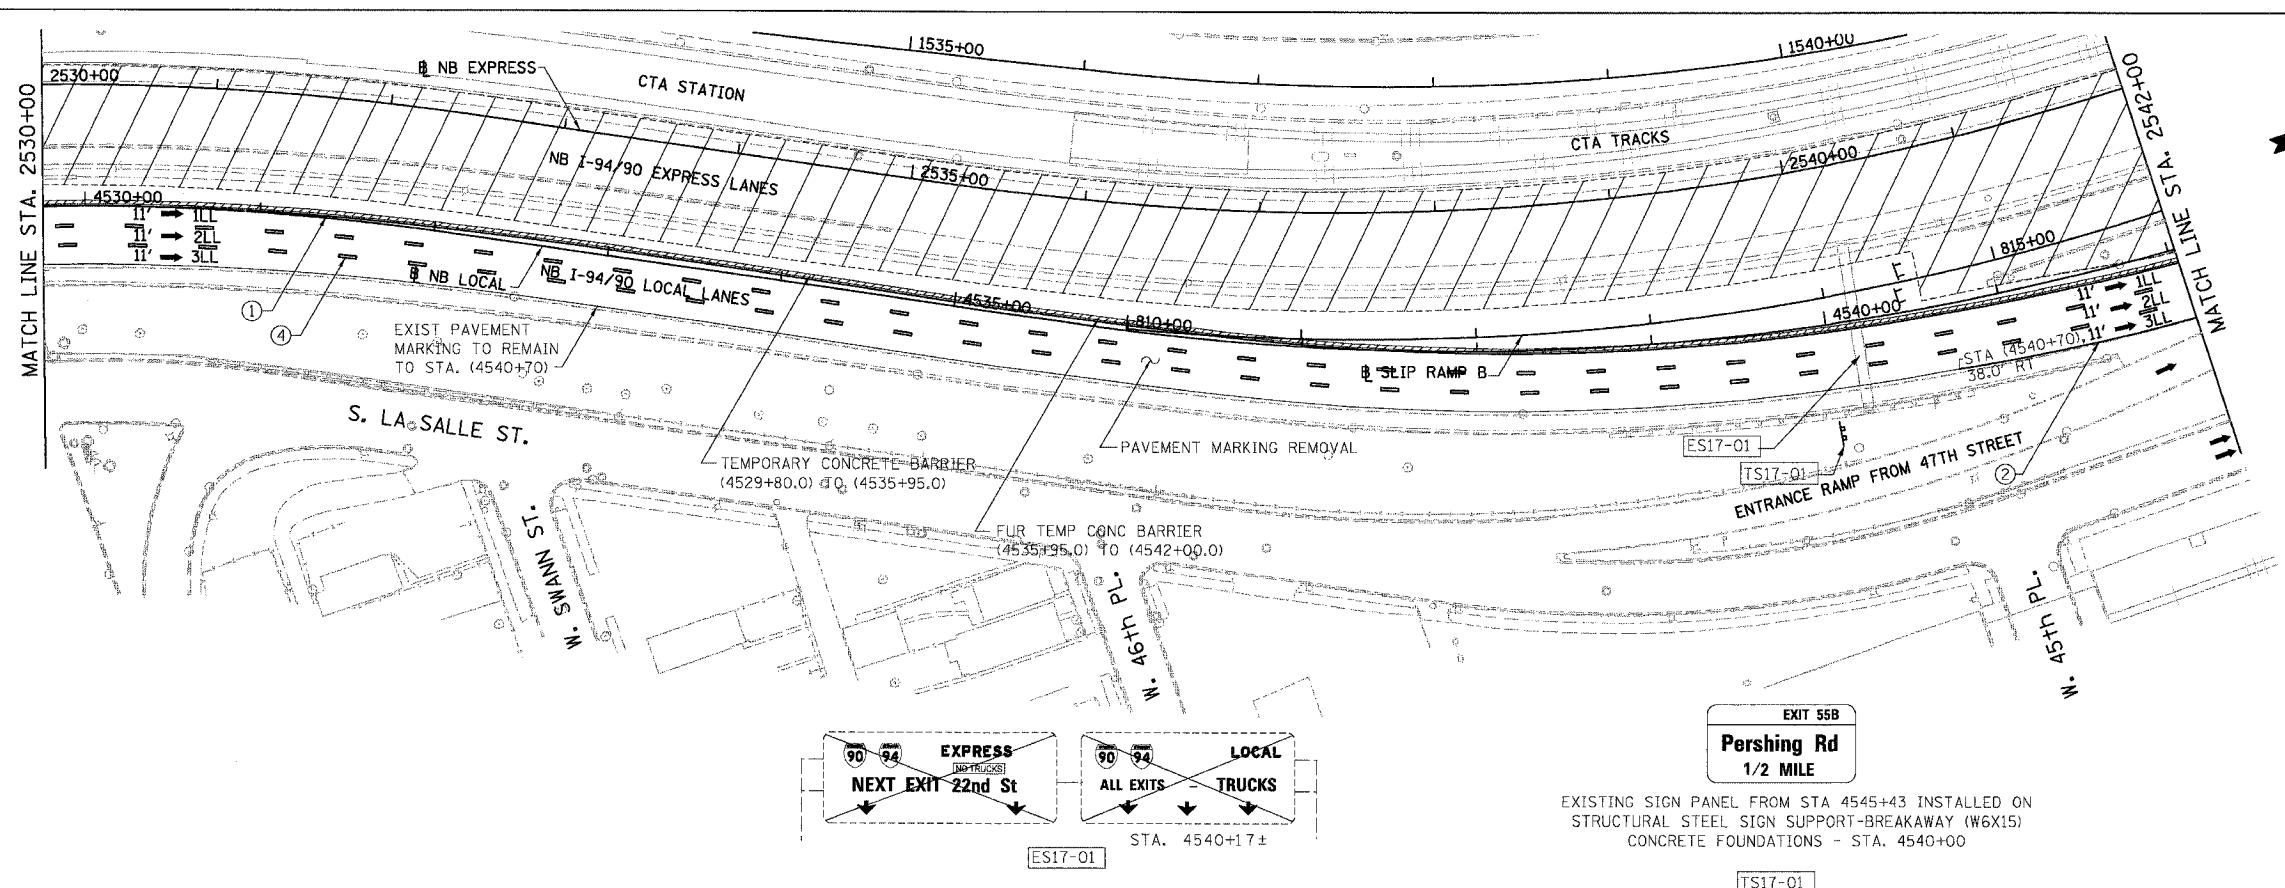 1535+00
1540+00
2530+00
℄ NB EXPRESS
CTA STATION
CTA TRACKS
NB I-94/90 EXPRESS LANES
2535+00
2540+00
MATCH LINE STA. 2530+00
MATCH LINE STA. 2542+00
4530+00
11' 1LL
11' 2LL
11' 3LL
℄ NB LOCAL
NB I-94/90 LOCAL LANES
4535+00
810+00
815+00
4540+00
11' 1LL
11' 2LL
11' 3LL
1
4
EXIST PAVEMENT
MARKING TO REMAIN
TO STA. (4540+70)
℄ SLIP RAMP B
STA (4540+70),
38.0' RT
S. LA SALLE ST.
PAVEMENT MARKING REMOVAL
TEMPORARY CONCRETE BARRIER
(4529+80.0) TO (4535+95.0)
FUR TEMP CONC BARRIER
(4535+95.0) TO (4542+00.0)
ES17-01
TS17-01
ENTRANCE RAMP FROM 47TH STREET
2
W. SWANN ST.
W. 46th PL.
W. 45th PL.
90 94 EXPRESS
NO TRUCKS
NEXT EXIT 22nd St
90 94 LOCAL
ALL EXITS - TRUCKS
STA. 4540+17±
ES17-01
EXIT 55B
Pershing Rd
1/2 MILE
EXISTING SIGN PANEL FROM STA 4545+43 INSTALLED ON
STRUCTURAL STEEL SIGN SUPPORT-BREAKAWAY (W6X15)
CONCRETE FOUNDATIONS - STA. 4540+00
TS17-01